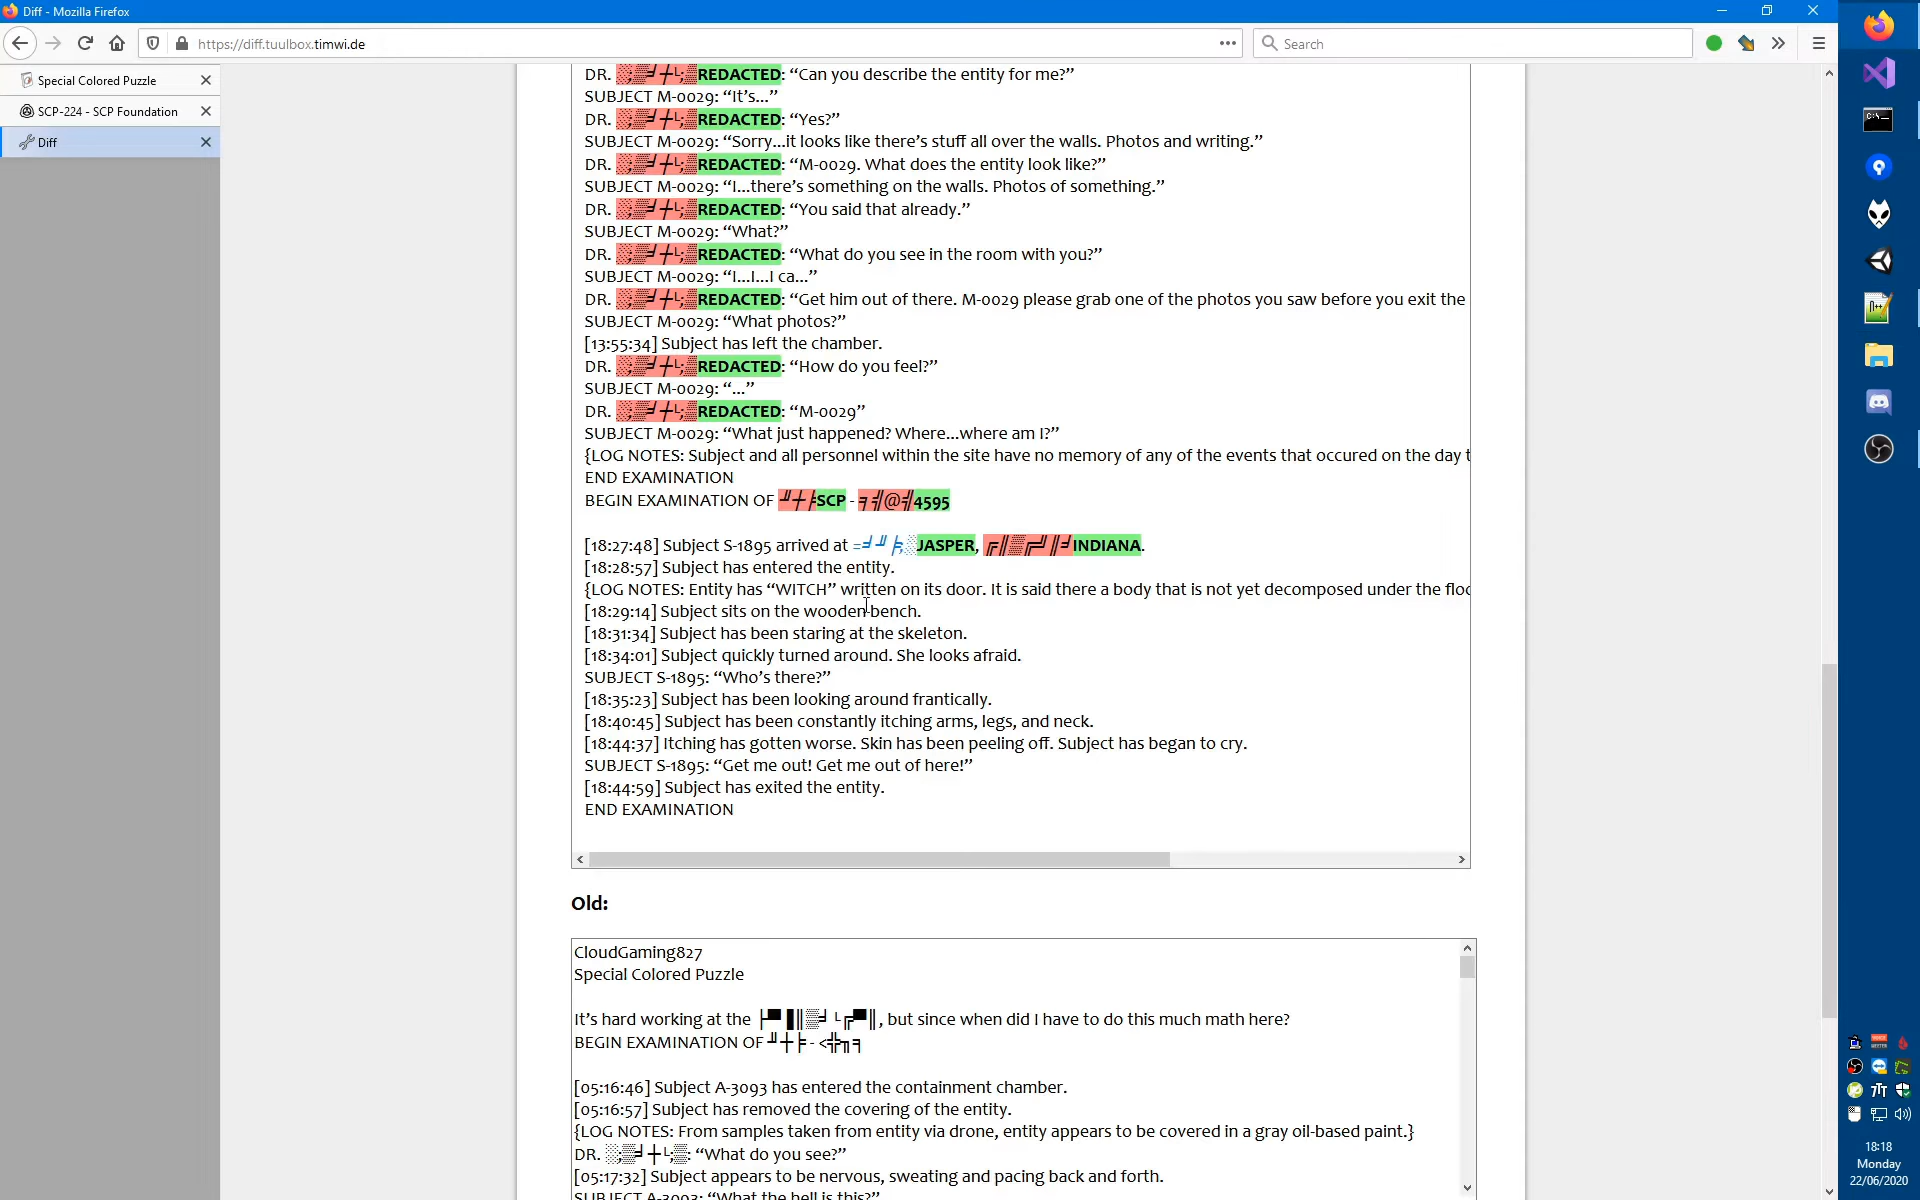 Diff - Mozilla Firefox
https://diff.tuulbox.timwi.de
Search
Special Colored Puzzle
SCP-224 - SCP Foundation
Diff
DR. REDACTED: “Can you describe the entity for me?”
SUBJECT M-0029: “It’s...”
DR. REDACTED: “Yes?”
SUBJECT M-0029: “Sorry...it looks like there’s stuff all over the walls. Photos and writing.”
DR. REDACTED: “M-0029. What does the entity look like?”
SUBJECT M-0029: “I...there’s something on the walls. Photos of something.”
DR. REDACTED: “You said that already.”
SUBJECT M-0029: “What?”
DR. REDACTED: “What do you see in the room with you?”
SUBJECT M-0029: “I...I...I ca...”
DR. REDACTED: “Get him out of there. M-0029 please grab one of the photos you saw before you exit the
SUBJECT M-0029: “What photos?”
[13:55:34] Subject has left the chamber.
DR. REDACTED: “How do you feel?”
SUBJECT M-0029: “...”
DR. REDACTED: “M-0029”
SUBJECT M-0029: “What just happened? Where...where am I?”
{LOG NOTES: Subject and all personnel within the site have no memory of any of the events that occured on the day t
END EXAMINATION
BEGIN EXAMINATION OF SCP - 4595
[18:27:48] Subject S-1895 arrived at JASPER, INDIANA.
[18:28:57] Subject has entered the entity.
{LOG NOTES: Entity has “WITCH” written on its door. It is said there a body that is not yet decomposed under the floo
[18:29:14] Subject sits on the wooden bench.
[18:31:34] Subject has been staring at the skeleton.
[18:34:01] Subject quickly turned around. She looks afraid.
SUBJECT S-1895: “Who’s there?”
[18:35:23] Subject has been looking around frantically.
[18:40:45] Subject has been constantly itching arms, legs, and neck.
[18:44:37] Itching has gotten worse. Skin has been peeling off. Subject has began to cry.
SUBJECT S-1895: “Get me out! Get me out of here!”
[18:44:59] Subject has exited the entity.
END EXAMINATION
Old:
CloudGaming827
Special Colored Puzzle
It’s hard working at the , but since when did I have to do this much math here?
BEGIN EXAMINATION OF
[05:16:46] Subject A-3093 has entered the containment chamber.
[05:16:57] Subject has removed the covering of the entity.
{LOG NOTES: From samples taken from entity via drone, entity appears to be covered in a gray oil-based paint.}
DR. : “What do you see?”
[05:17:32] Subject appears to be nervous, sweating and pacing back and forth.
SUBJECT A-3093: “What the hell is this?”
18:18
Monday
22/06/2020